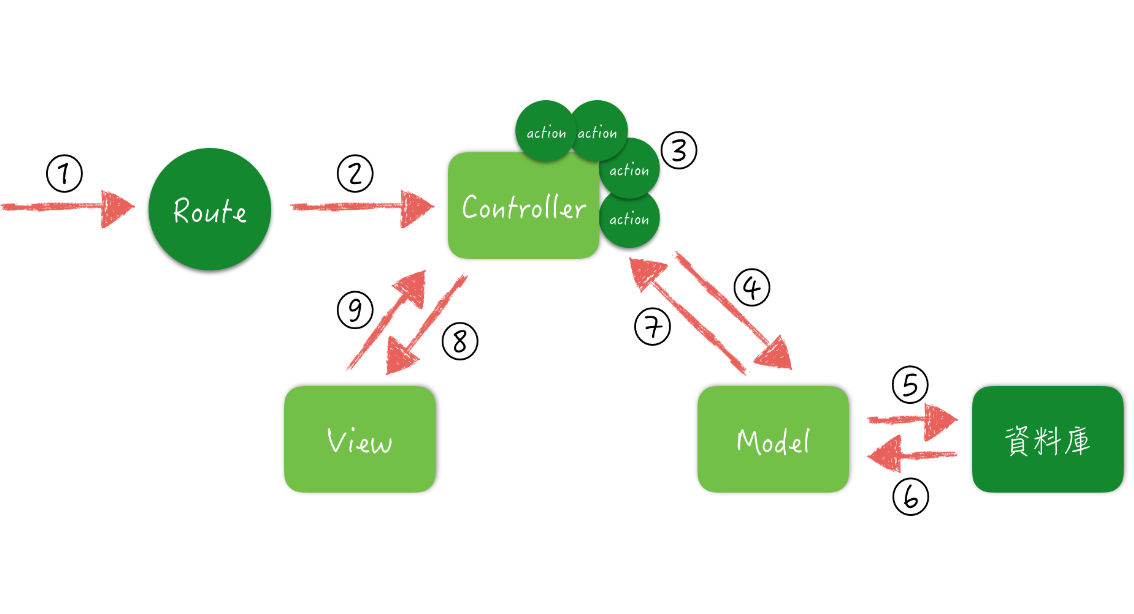 action
action
①
②
③
action
Route
Controller
action
④
⑨
⑦
⑧
⑤
View
Model
資料庫
⑥